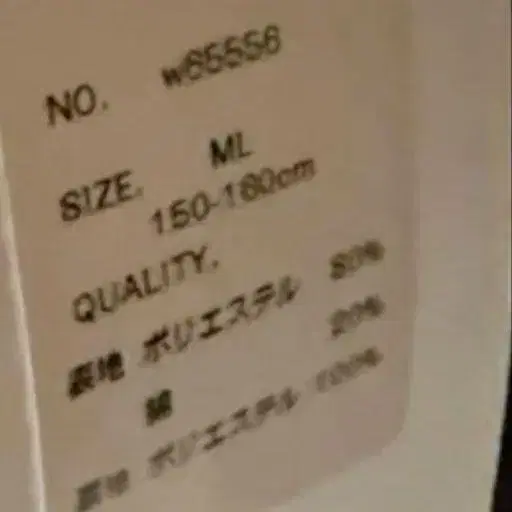 NO. w65556
SIZE. ML
150-180cm
QUALITY.
表地 ポリエステル 80%
綿 20%
裏地 ポリエステル 100%